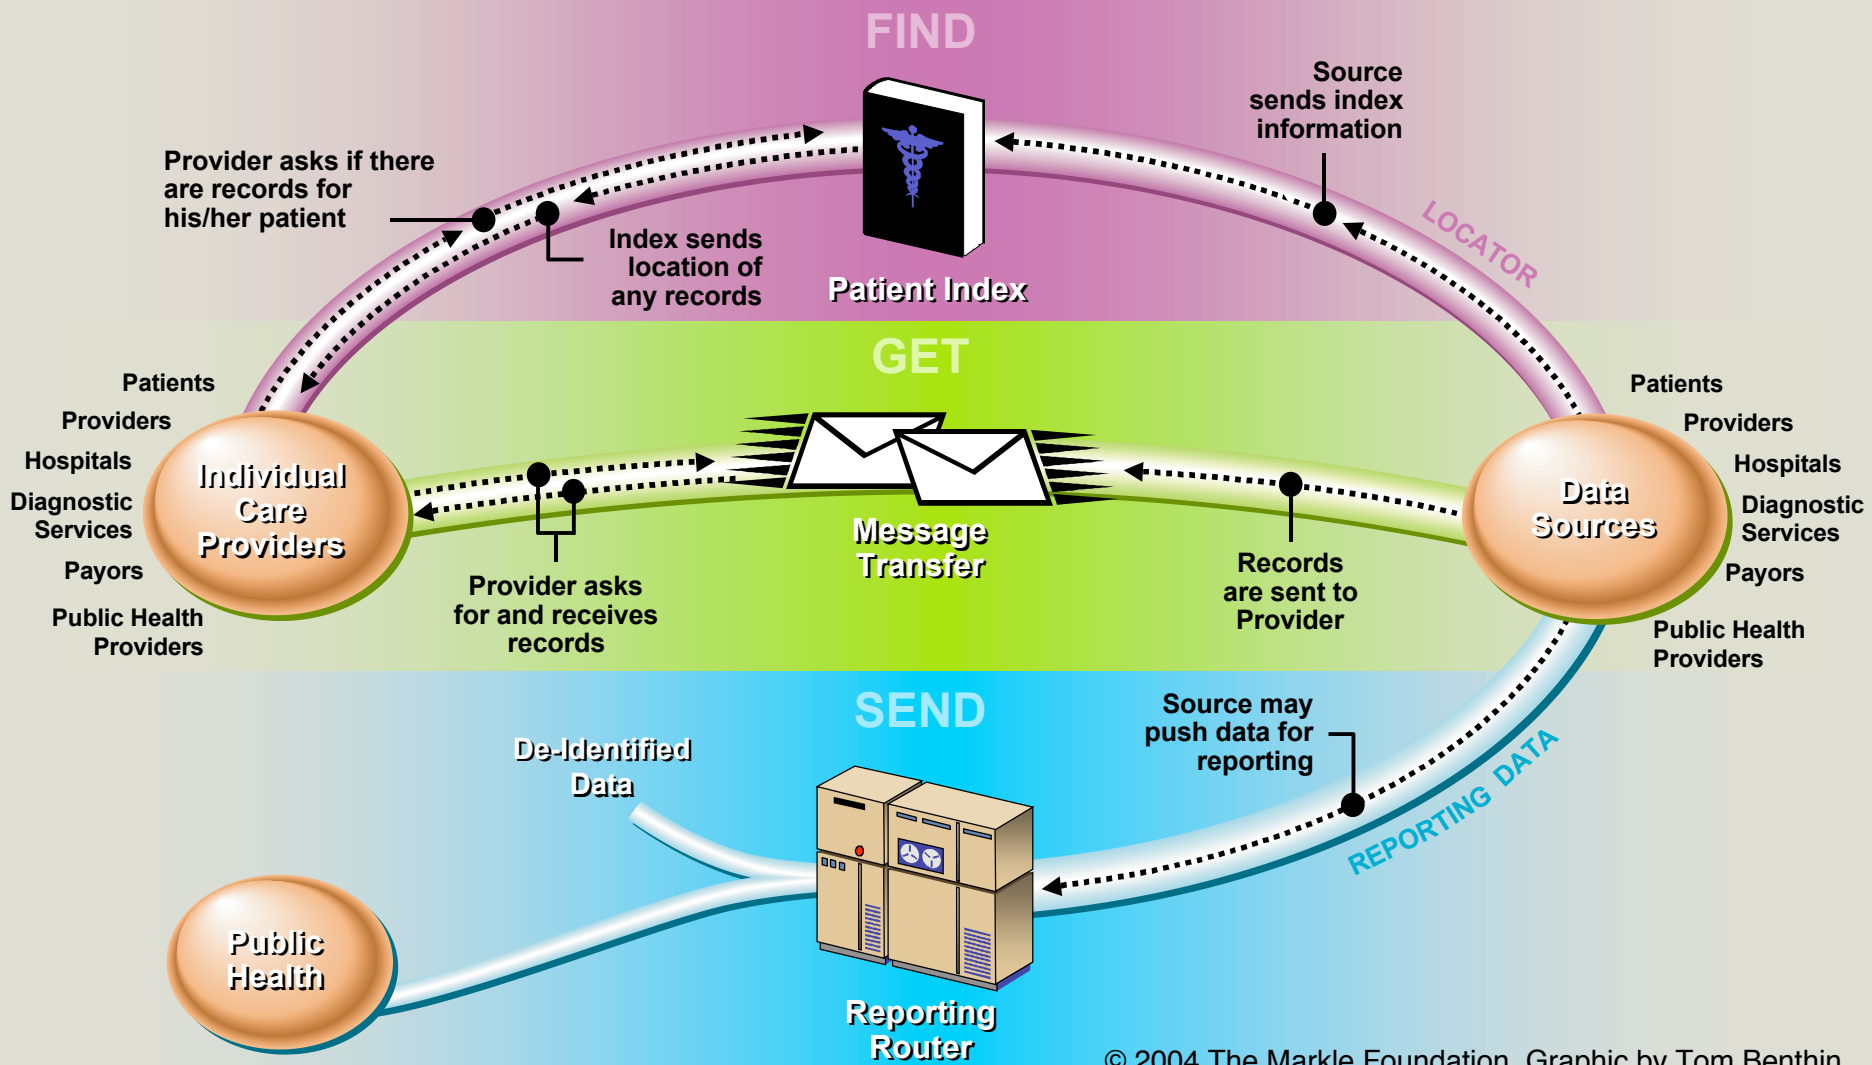 FIND
Source
sends index
information
Provider asks if there
are records for
his/her patient
Index sends
location of
any records
Patient Index
LOCATOR
GET
Patients
Providers
Hospitals
Diagnostic
Services
Payors
Public Health
Providers
Individual
Care
Providers
Provider asks
for and receives
records
Message
Transfer
Records
are sent to
Provider
Data
Sources
Patients
Providers
Hospitals
Diagnostic
Services
Payors
Public Health
Providers
SEND
De-Identified
Data
Source may
push data for
reporting
REPORTING DATA
Public
Health
Reporting
Router
© 2004 The Markle Foundation. Graphic by Tom Benthin